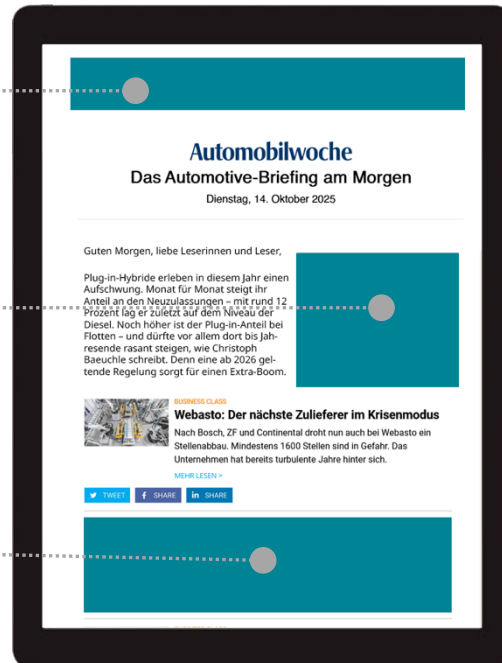 Automobilwoche
Das Automotive-Briefing am Morgen
Dienstag, 14. Oktober 2025
Guten Morgen, liebe Leserinnen und Leser,
Plug-in-Hybride erleben in diesem Jahr einen
Aufschwung. Monat für Monat steigt ihr
Anteil an den Neuzulassungen – mit rund 12
Prozent lag er zuletzt auf dem Niveau der
Diesel. Noch höher ist der Plug-in-Anteil bei
Flotten – und dürfte vor allem dort bis Jah-
resende rasant steigen, wie Christoph
Baeuchle schreibt. Denn eine ab 2026 gel-
tende Regelung sorgt für einen Extra-Boom.
BUSINESS CLASS
Webasto: Der nächste Zulieferer im Krisenmodus
Nach Bosch, ZF und Continental droht nun auch bei Webasto ein
Stellenabbau. Mindestens 1600 Stellen sind in Gefahr. Das
Unternehmen hat bereits turbulente Jahre hinter sich.
MEHR LESEN >
TWEET f SHARE in SHARE